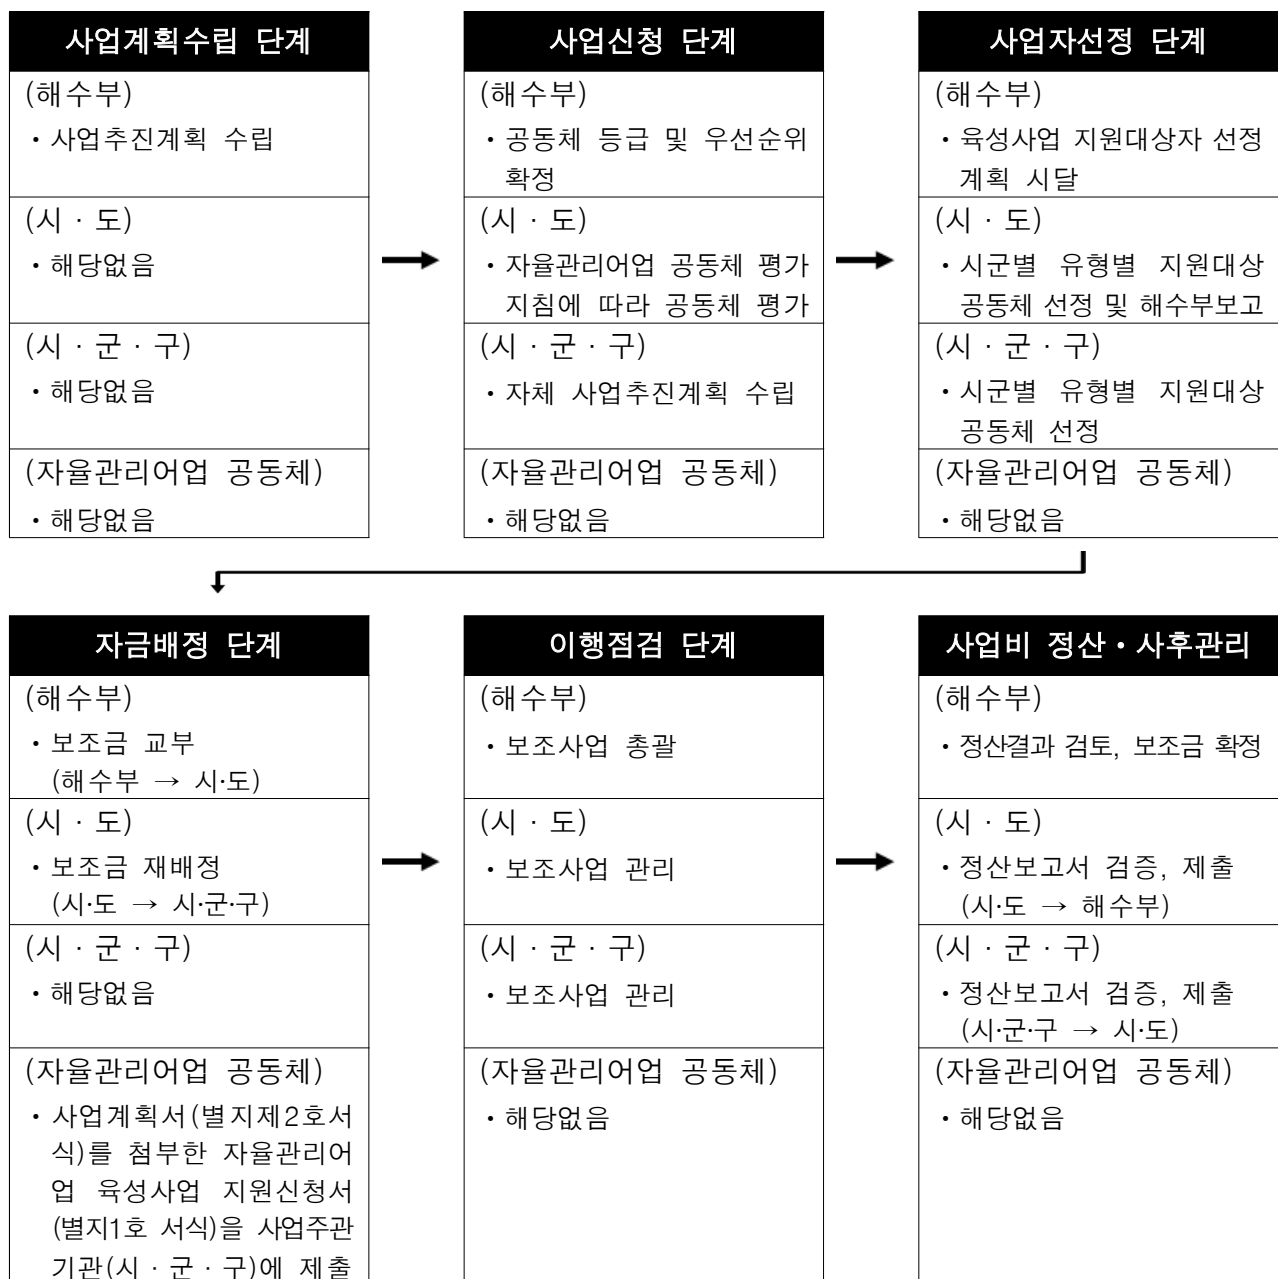 사업계획수립 단계
(해수부)
・사업추진계획 수립
(시・도)
・해당없음
(시・군・구)
・해당없음
(자율관리어업 공동체)
・해당없음
사업신청 단계
(해수부)
・공동체 등급 및 우선순위
확정
(시・도)
・자율관리어업 공동체 평가
지침에 따라 공동체 평가
(시・군・구)
・자체 사업추진계획 수립
(자율관리어업 공동체)
・해당없음
사업자선정 단계
(해수부)
・육성사업 지원대상자 선정
계획 시달
(시・도)
・시군별 유형별 지원대상
공동체 선정 및 해수부보고
(시・군・구)
・시군별 유형별 지원대상
공동체 선정
(자율관리어업 공동체)
・해당없음
자금배정 단계
(해수부)
・보조금 교부
(해수부 → 시·도)
(시・도)
・보조금 재배정
(시·도 → 시·군·구)
(시・군・구)
・해당없음
(자율관리어업 공동체)
・사업계획서(별지제2호서
식)를 첨부한 자율관리어
업 육성사업 지원신청서
(별지1호 서식)을 사업주관
기관(시・군・구)에 제출
이행점검 단계
(해수부)
・보조사업 총괄
(시・도)
・보조사업 관리
(시・군・구)
・보조사업 관리
(자율관리어업 공동체)
・해당없음
사업비 정산・사후관리
(해수부)
・정산결과 검토, 보조금 확정
(시・도)
・정산보고서 검증, 제출
(시·도 → 해수부)
(시・군・구)
・정산보고서 검증, 제출
(시·군·구 → 시·도)
(자율관리어업 공동체)
・해당없음